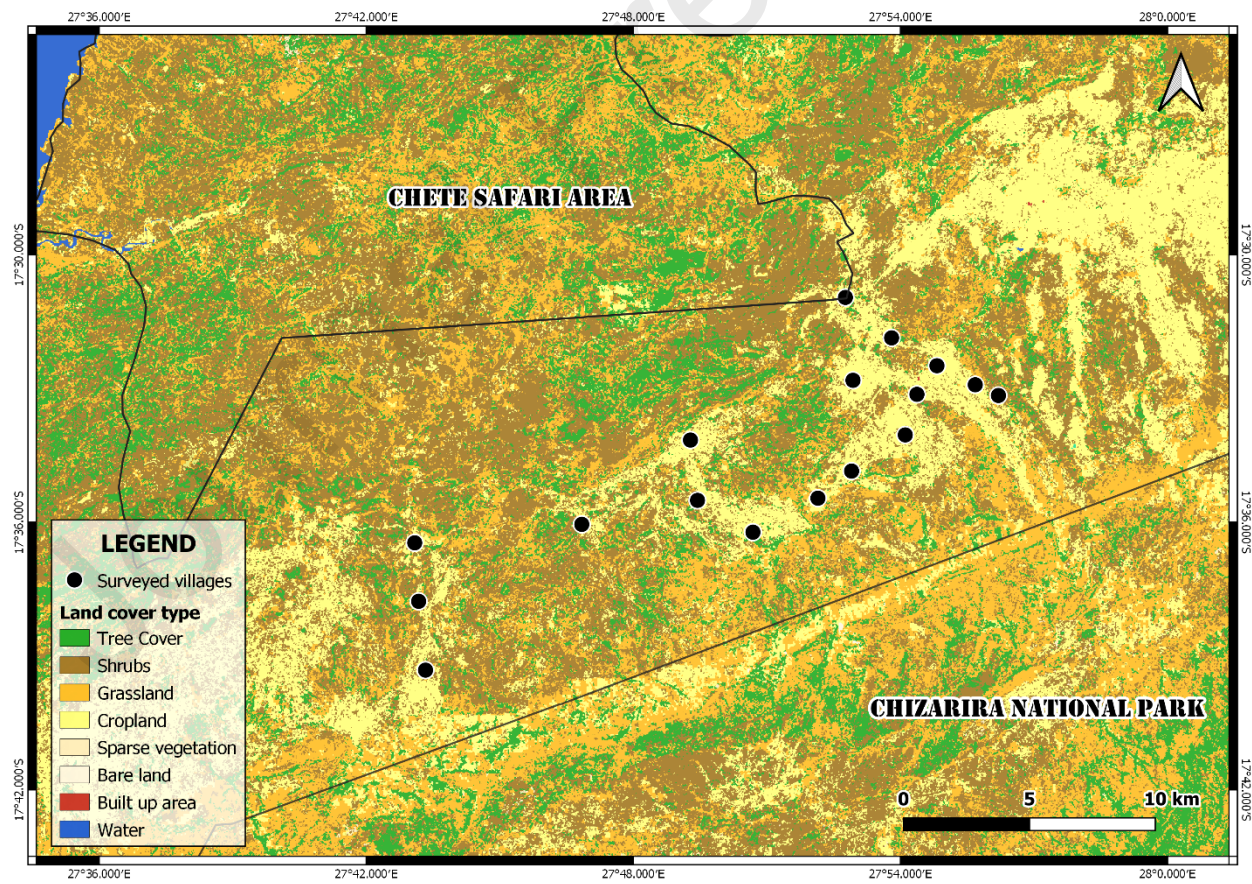 27°36.000'E 27°42.000'E 27°48.000'E 27°54.000'E 28°0.000'E
CHETE SAFARI AREA
17°30.000'S 17°30.000'S
17°36.000'S 17°36.000'S
LEGEND
Surveyed villages
Land cover type
Tree Cover
Shrubs
Grassland
Cropland
Sparse vegetation
Bare land
Built up area
Water
CHIZARIRA NATIONAL PARK
17°42.000'S 17°42.000'S
0 5 10 km
27°36.000'E 27°42.000'E 27°48.000'E 27°54.000'E 28°0.000'E